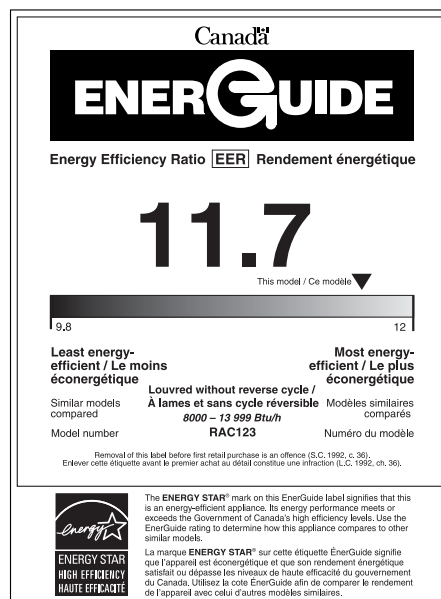 Canada
ENERGUIDE
Energy Efficiency Ratio EER Rendement énergétique
11.7
This model / Ce modèle
9.8 12
Least energy-
efficient / Le moins
éconergétique
Most energy-
efficient / Le plus
éconergétique
Louvred without reverse cycle /
Similar models
compared
À lames et sans cycle réversible
Modèles similaires
comparés
8000 – 13 999 Btu/h
Model number RAC123 Numéro du modèle
Removal of this label before first retail purchase is an offence (S.C. 1992, c. 36).
Enlever cette étiquette avant le premier achat au détail constitue une infraction (L.C. 1992, ch. 36).
energy
ENERGY STAR
HIGH EFFICIENCY
HAUTE EFFICACITÉ
The ENERGY STAR® mark on this EnerGuide label signifies that this
is an energy-efficient appliance. Its energy performance meets or
exceeds the Government of Canada's high efficiency levels. Use the
EnerGuide rating to determine how this appliance compares to other
similar models.
La marque ENERGY STAR® sur cette étiquette ÉnerGuide signifie
que l'appareil est éconergétique et que son rendement énergétique
satisfait ou dépasse les niveaux de haute efficacité du gouvernement
du Canada. Utilisez la cote ÉnerGuide afin de comparer le rendement
de l'appareil avec celui d'autres modèles similaires.